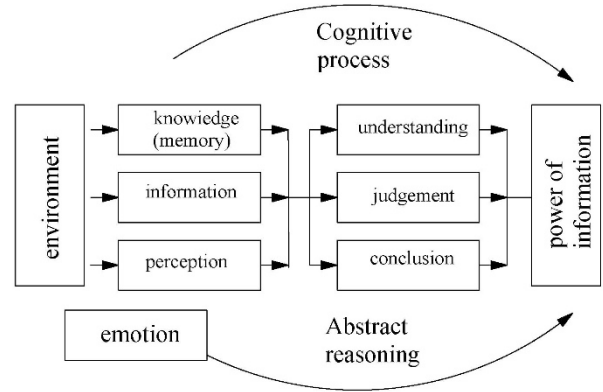 Cognitive
process
environment
knowledge
(memory)
information
perception
understanding
judgement
conclusion
power of
information
emotion
Abstract
reasoning